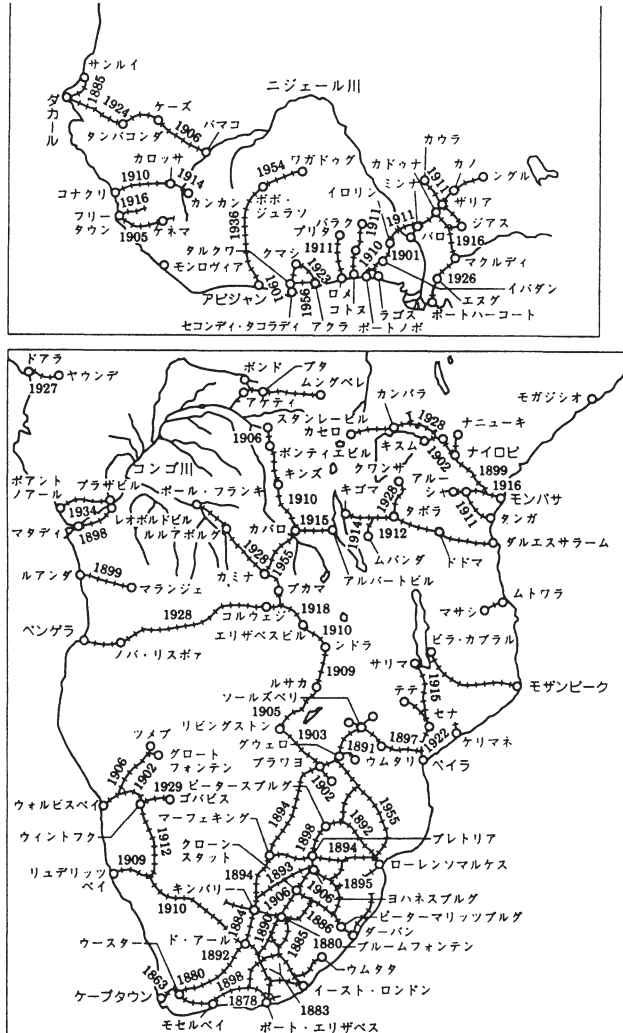 サンルイ
1885
ダカール
1924
ケーズ
タンバコンダ
1906
バマコ
ニジェール川
カロッサ
1910
1914
コナクリ
カンカン
1916
フリー
タウン
1905
ケネマ
モンロヴィア
1954
ワガドゥグ
ボボ・
ジュラソ
1936
タルクワ
クマシ
1923
1901
1956
アビジャン
セコンディ・タコラディ
アクラ
パラク
ブリタ
1911
1911
1910
ロメ
コトヌ
ポートノボ
ラゴス
イロリン
ミンナ
カウラ
カドゥナ
1911
カノ
ングル
ザリア
1911
バロ
1901
ジアス
1916
マクルディ
1926
イバダン
エヌグ
ポートハーコート
ドアラ
ヤウンデ
1927
ボンド
ブタ
ムングベレ
アケティ
スタンレービル
1906
ポンティエビル
キンズ
1910
コンゴ川
カンパラ
カセロ
1928
ナニューキ
キスム
1902
ナイロビ
モガジシオ
クワンサ
アルー
シャ
1899
1916
モンバサ
キゴマ
1928
1911
タンガ
ポアント
ノアール
ブラザビル
1934
レオポルドビル
マタディ
1898
ポール・フランキ
ルルアボルグ
カバロ
1915
1914
タボラ
1912
ムパンダ
ドドマ
ダルエスサラーム
1928
1955
カミナ
アルバートビル
ブカマ
ルアンダ
1899
マランジェ
1928
コルウェジ
1918
エリザベスビル
1910
ンドラ
ベンゲラ
ノバ・リスボァ
ムトワラ
マサシ
ビラ・カブラル
サリマ
1909
ルサカ
ソールズベリー
テテ
1915
セナ
モザンビーク
1905
リビングストン
1903
グウェロ
1891
1897
1922
ケリマネ
ブラワヨ
ウムタリ
ベイラ
1902
ツメブ
グロート
フォンテン
1906
1902
1929
ゴバビス
ウォルビスベイ
ウィントフク
1912
ピータースブルグ
マーフェキング
1894
1955
1898
1892
プレトリア
クローン
スタット
1894
1893
ローレンソマルケス
リュデリッツ
ベイ
1909
1894
1895
キンバリー
1906
1906
ヨハネスブルグ
1910
1884
1890
1886
ピーターマリッツブルグ
ダーバン
ド・アール
1885
1880
ブルームフォンテン
1892
ウースター
1880
1898
ウムタタ
1863
ケープタウン
1878
イースト・ロンドン
モセルベイ
1883
ポート・エリザベス